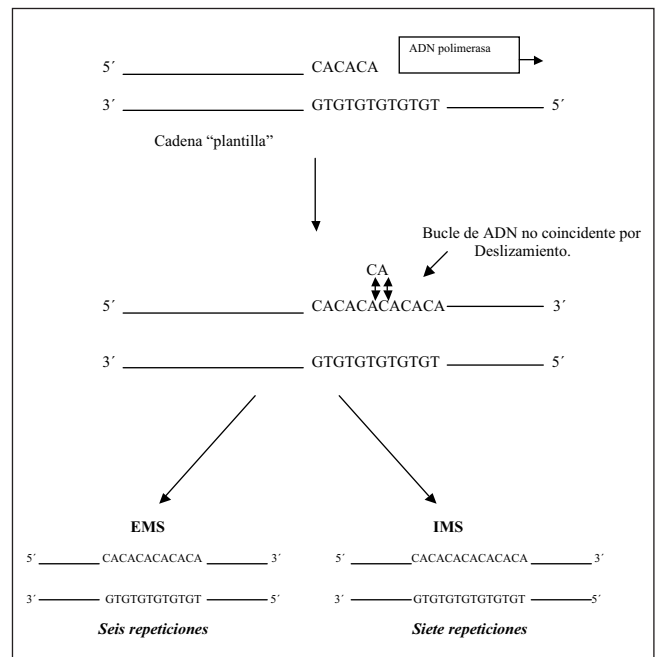 ADN polimerasa
5´ CACACA
3´ GTGTGTGTGTGT 5´
Cadena “plantilla”
Bucle de ADN no coincidente por
Deslizamiento.
CA
5´ CACACACACACA 3´
3´ GTGTGTGTGTGT 5´
EMS IMS
5´ CACACACACACA 3´ 5´ CACACACACACACA 3´
3´ GTGTGTGTGTGT 5´ 3´ GTGTGTGTGTGTGT 5´
Seis repeticiones Siete repeticiones